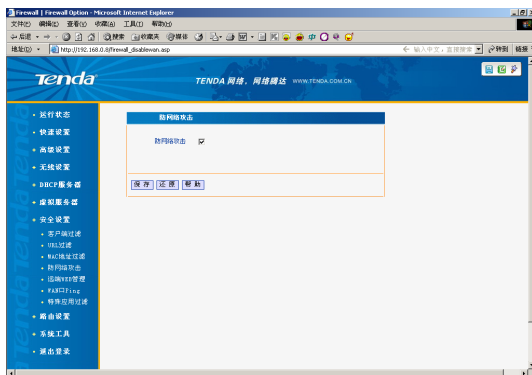 Firewall | Firewall Option - Microsoft Internet Explorer
文件(F) 编辑(E) 查看(V) 收藏(A) 工具(T) 帮助(H)
后退 搜索 收藏夹 媒体
地址(D) http://192.168.0.8/firewall_disablewan.asp 输入中文,直接搜索 转到 链接
Tenda
TENDA 网络,网络腾达 WWW.TENDA.COM.CN
运行状态
快速设置
高级设置
无线设置
DHCP服务器
虚拟服务器
安全设置
客户端过滤
URL过滤
MAC地址过滤
防网络攻击
远端WEB管理
WAN口Ping
特殊应用过滤
路由设置
系统工具
退出登录
防网络攻击
防网络攻击
保存 还原 帮助